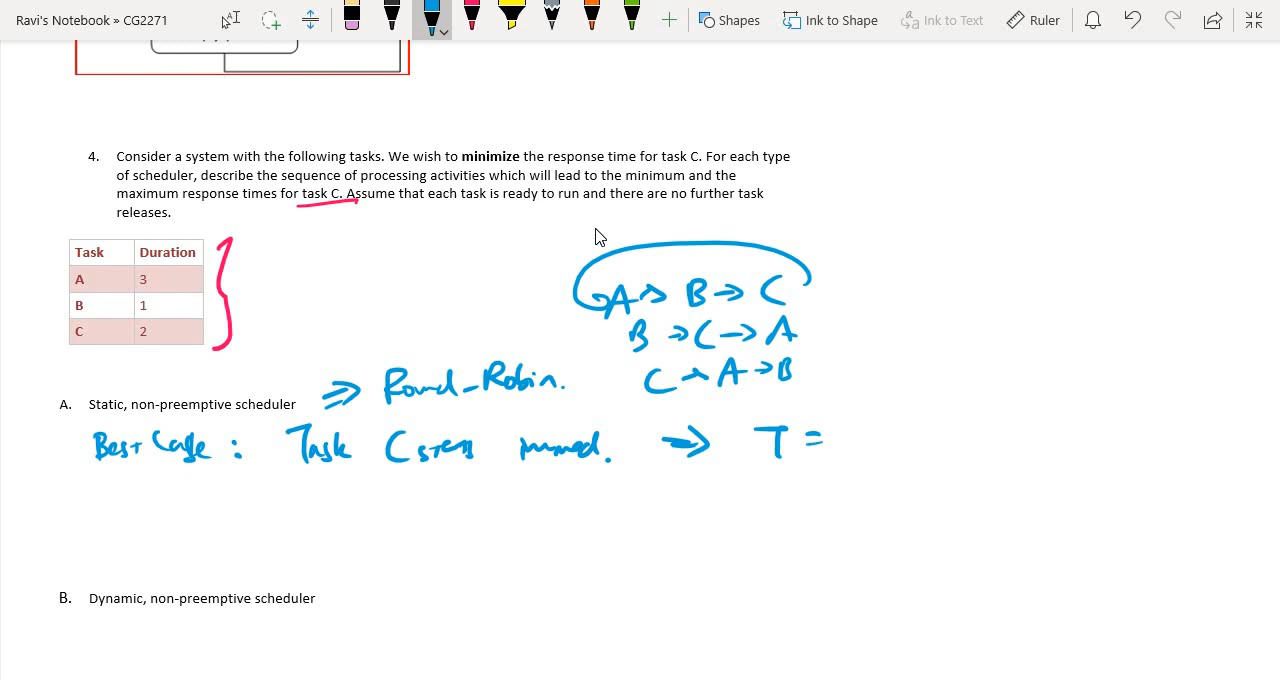 Ravi's Notebook » CG2271
Shapes
Ink to Shape
Ink to Text
Ruler
4. Consider a system with the following tasks. We wish to minimize the response time for task C. For each type
of scheduler, describe the sequence of processing activities which will lead to the minimum and the
maximum response times for task C. Assume that each task is ready to run and there are no further task
releases.
Task Duration
A 3
B 1
C 2
A → B → C
B → C → A
C → A → B
⇒ Round-Robin.
A. Static, non-preemptive scheduler
Best Case : Task C immed. → T =
B. Dynamic, non-preemptive scheduler